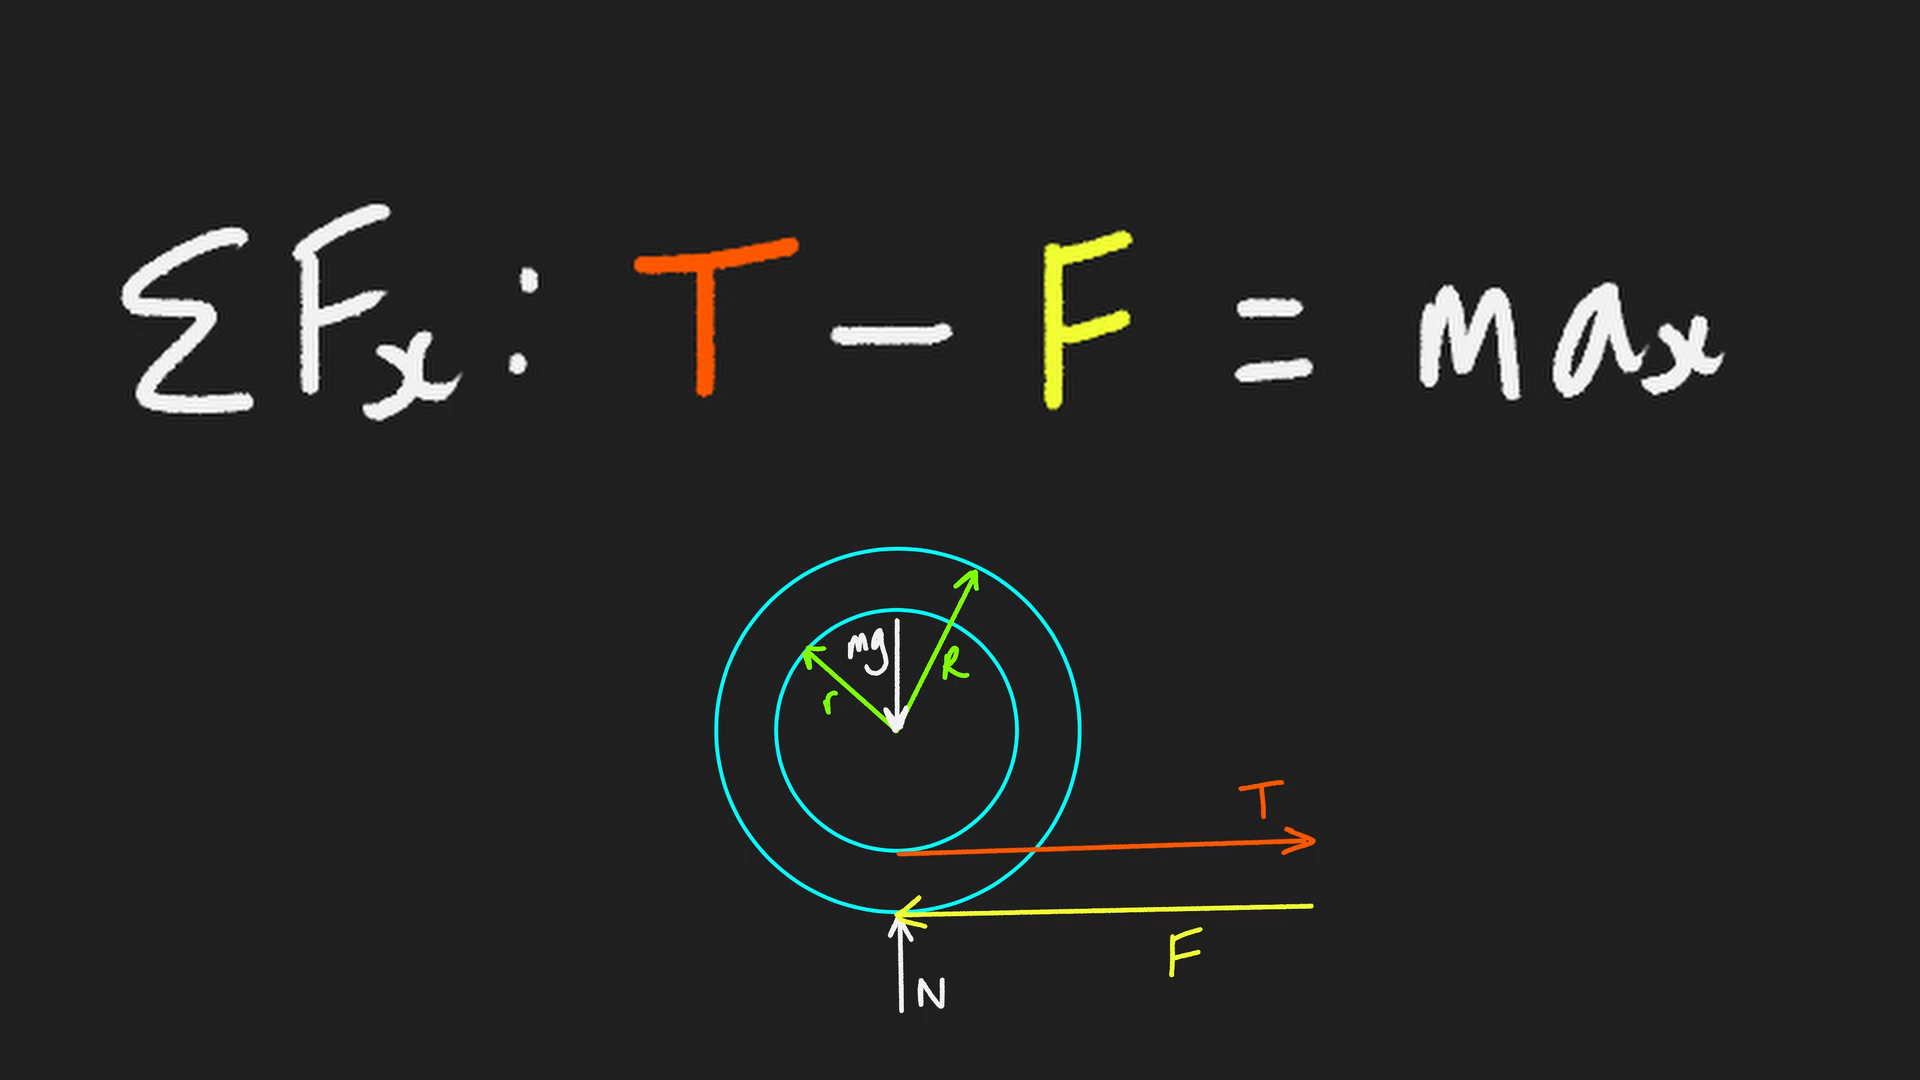 ΣFx: T - F = max
mg
R
r
T
F
N